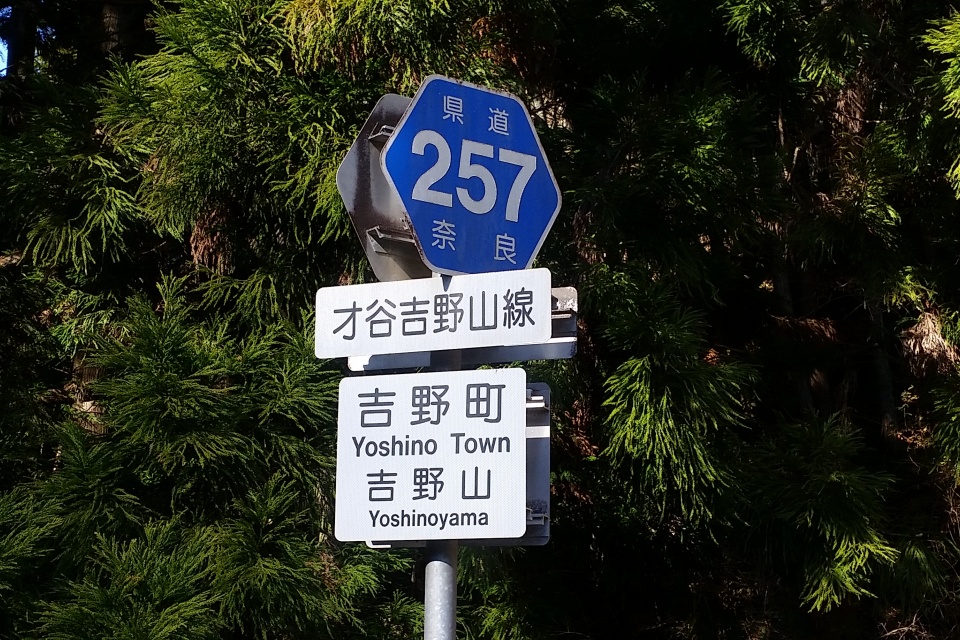 県道
257
奈良
才谷吉野山線
吉野町
Yoshino Town
吉野山
Yoshinoyama